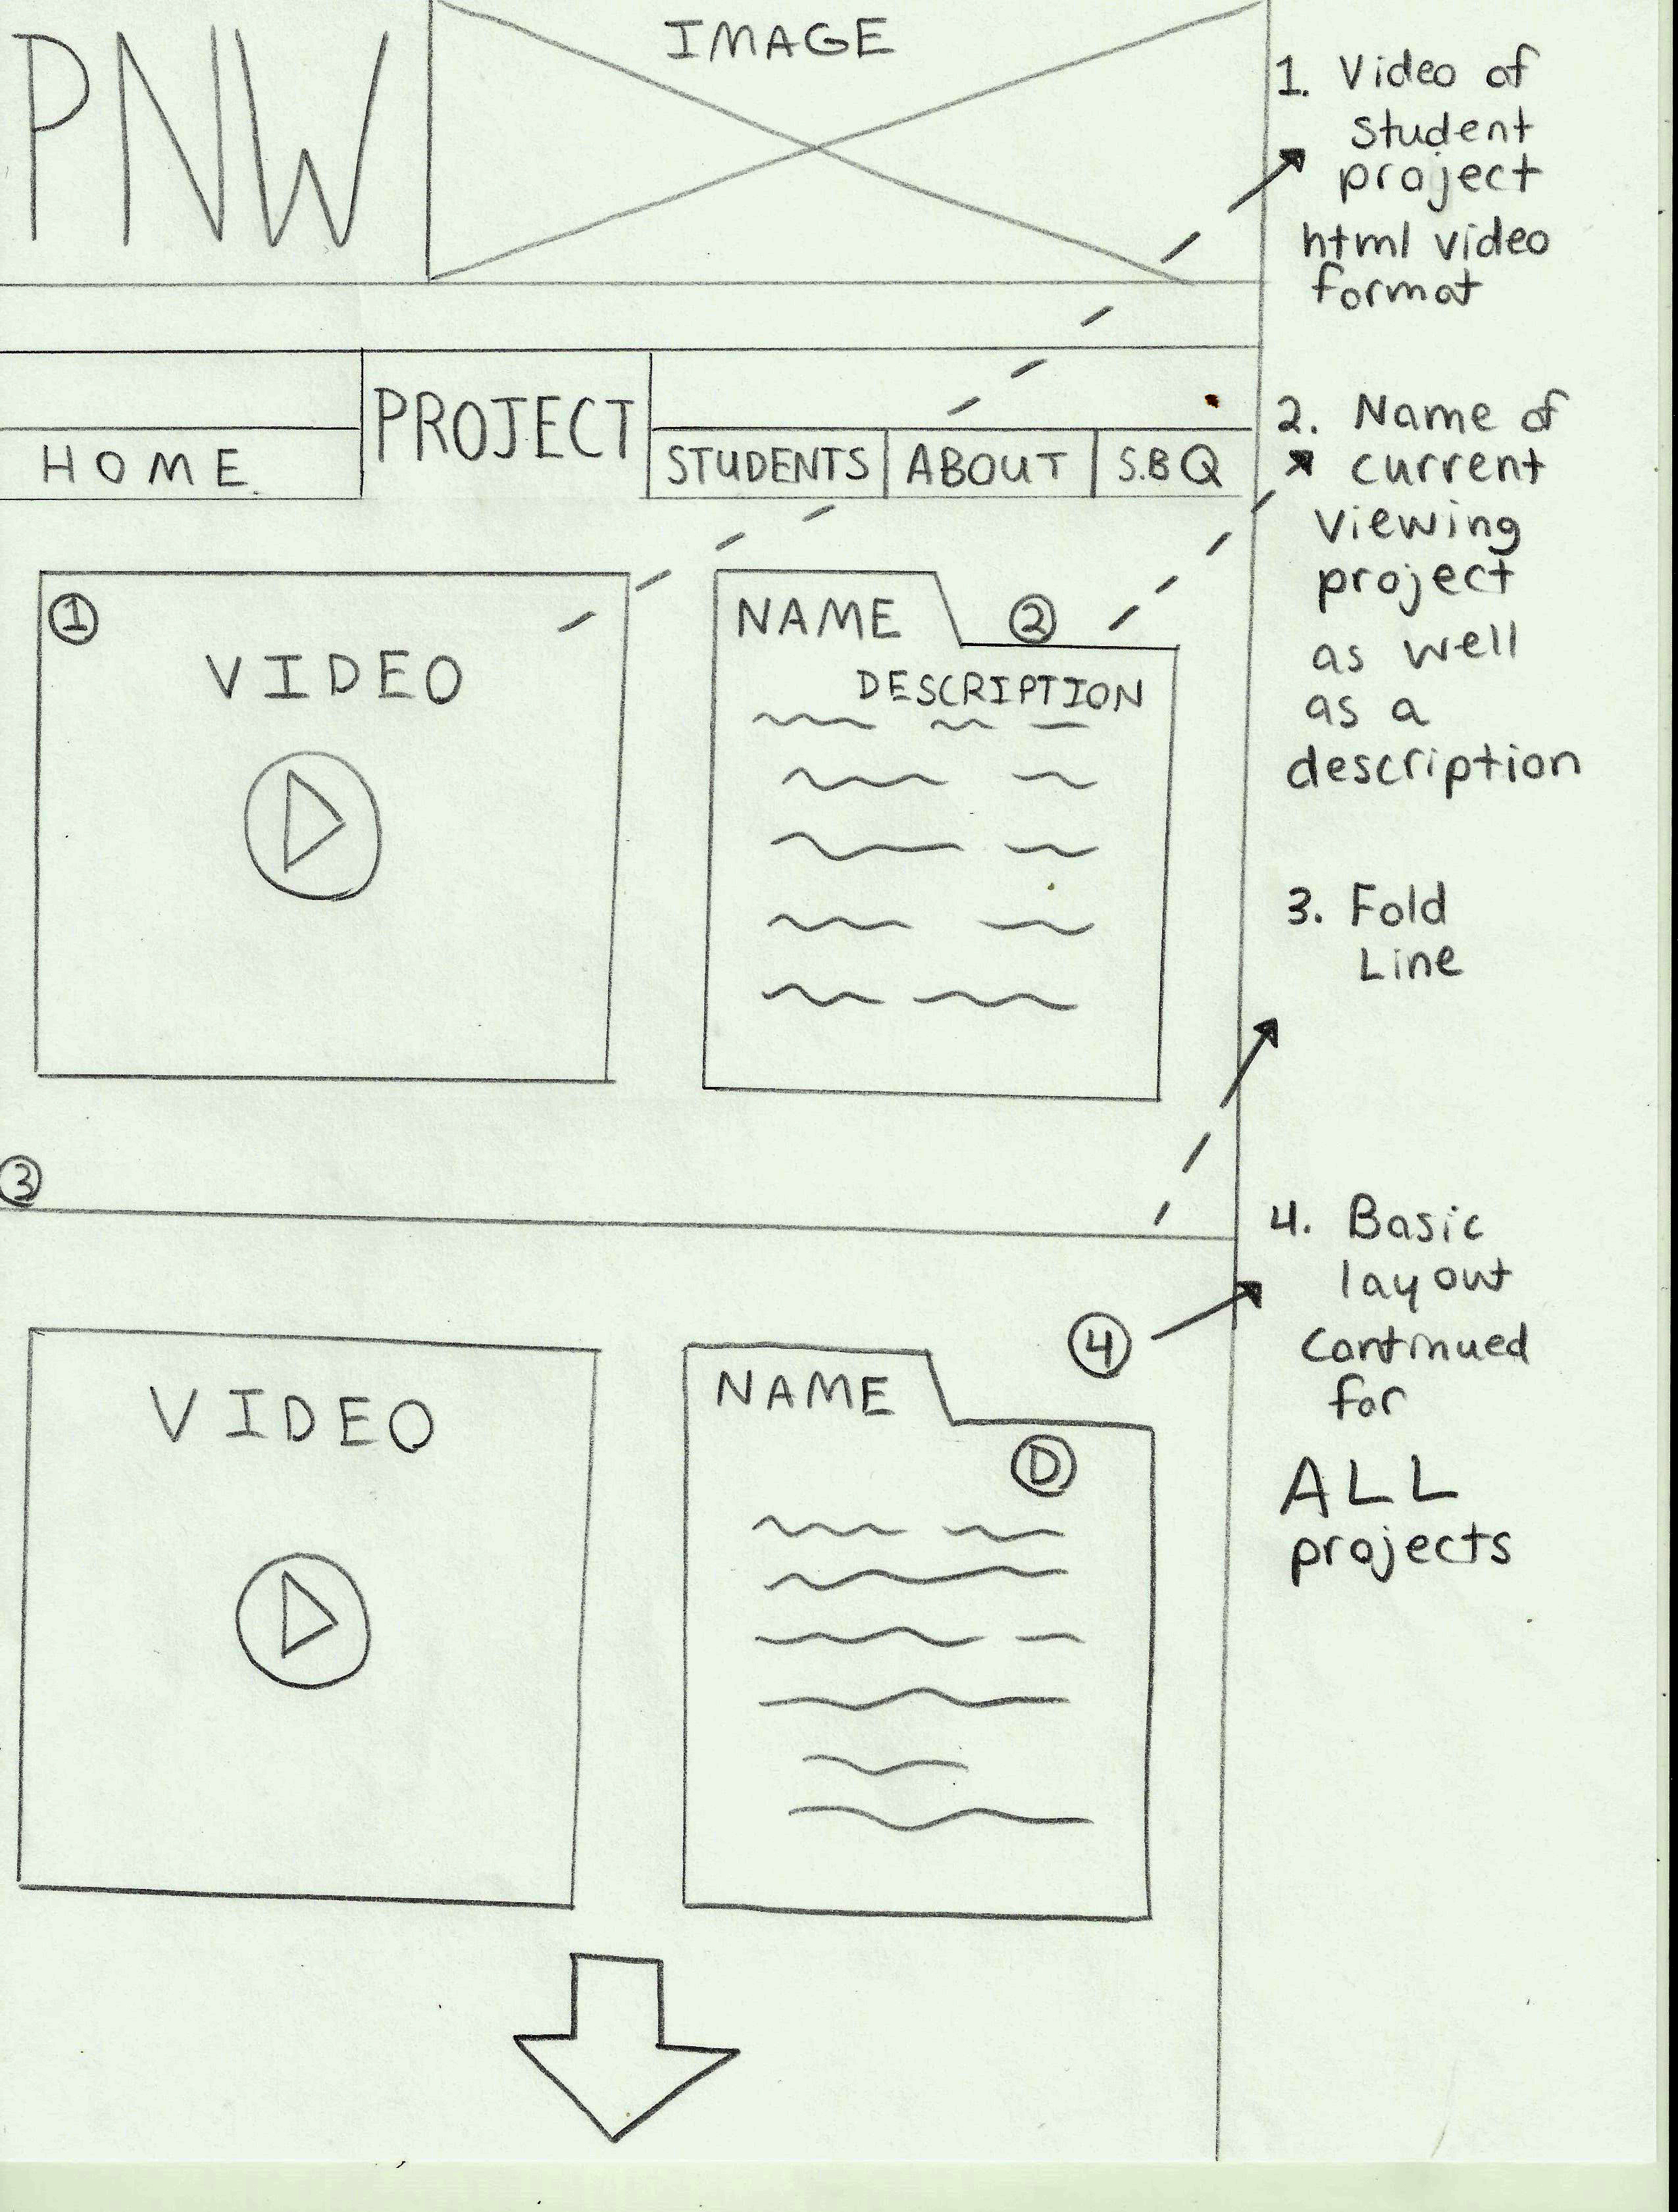 PNW
IMAGE
HOME
PROJECT
STUDENTS
ABOUT
S.B Q
1
VIDEO
NAME
2
DESCRIPTION
3
VIDEO
NAME
4
D
1. Video of
student
project
html video
format
2. Name of
current
viewing
project
as well
as a
description
3. Fold
Line
4. Basic
layout
continued
for
ALL
projects